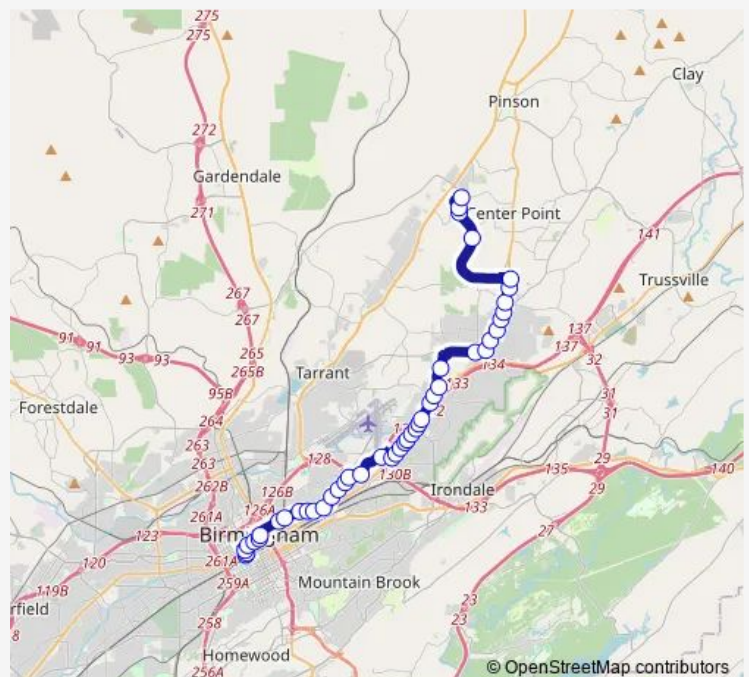 275
275
Clay
Pinson
272
Gardendale
271
Center Point
141
267
Trussville
267
137
91
91
265
137
32
93
93
265B
134
Tarrant
133
31
95B
Forestdale
264
31
263
128
130B
29
263
135
140
126B
Irondale
262B
29
133
261A
126A
27
123
Birmingham
261A
259A
Mountain Brook
119B
23
rfield
258
23
8
Homewood
256A
© OpenStreetMap contributors